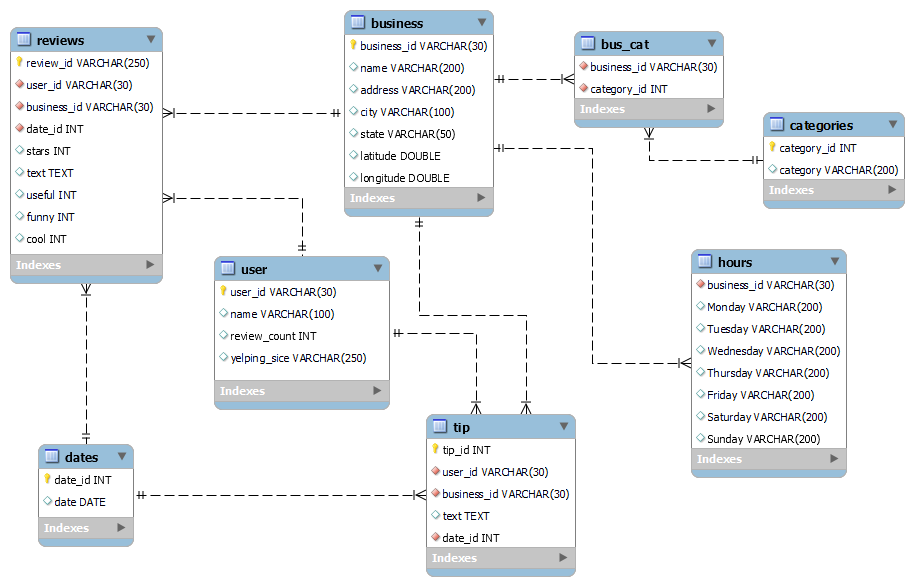 reviews
review_id VARCHAR(250)
user_id VARCHAR(30)
business_id VARCHAR(30)
date_id INT
stars INT
text TEXT
useful INT
funny INT
cool INT
Indexes
business
business_id VARCHAR(30)
name VARCHAR(200)
address VARCHAR(200)
city VARCHAR(100)
state VARCHAR(50)
latitude DOUBLE
longitude DOUBLE
Indexes
bus_cat
business_id VARCHAR(30)
category_id INT
Indexes
categories
category_id INT
category VARCHAR(200)
Indexes
user
user_id VARCHAR(30)
name VARCHAR(100)
review_count INT
yelping_sice VARCHAR(250)
Indexes
hours
business_id VARCHAR(30)
Monday VARCHAR(200)
Tuesday VARCHAR(200)
Wednesday VARCHAR(200)
Thursday VARCHAR(200)
Friday VARCHAR(200)
Saturday VARCHAR(200)
Sunday VARCHAR(200)
Indexes
dates
date_id INT
date DATE
Indexes
tip
tip_id INT
user_id VARCHAR(30)
business_id VARCHAR(30)
text TEXT
date_id INT
Indexes